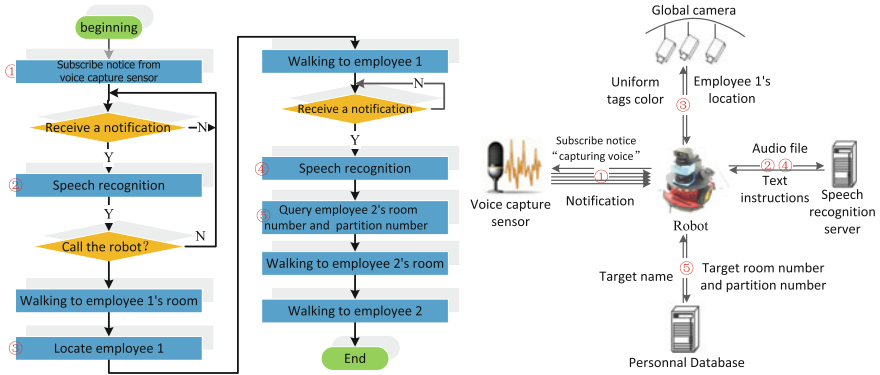 beginning
① Subscribe notice from
voice capture sensor
Receive a notification
N
Y
② Speech recognition
Y
Call the robot?
N
Walking to employee 1's room
③ Locate employee 1
Walking to employee 1
N
Receive a notification
Y
④ Speech recognition
⑤ Query employee 2's room
number and partition number
Walking to employee 2's room
Walking to employee 2
End
Global camera
Uniform
tags color
③
Employee 1's
location
Subscribe notice
“capturing voice”
①
Notification
Voice capture
sensor
Robot
Audio file
② ④
Text
instructions
Speech
recognition
server
Target name
⑤
Target room number
and partition number
Personnal Database